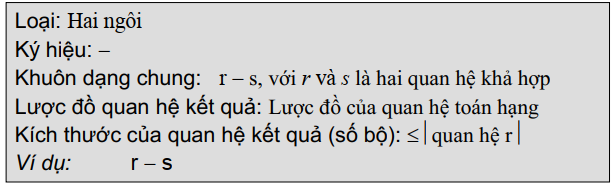 Loại: Hai ngôi
Ký hiệu: –
Khuôn dạng chung: r – s, với r và s là hai quan hệ khả hợp
Lược đồ quan hệ kết quả: Lược đồ của quan hệ toán hạng
Kích thước của quan hệ kết quả (số bộ): ≤ | quan hệ r |
Ví dụ: r – s